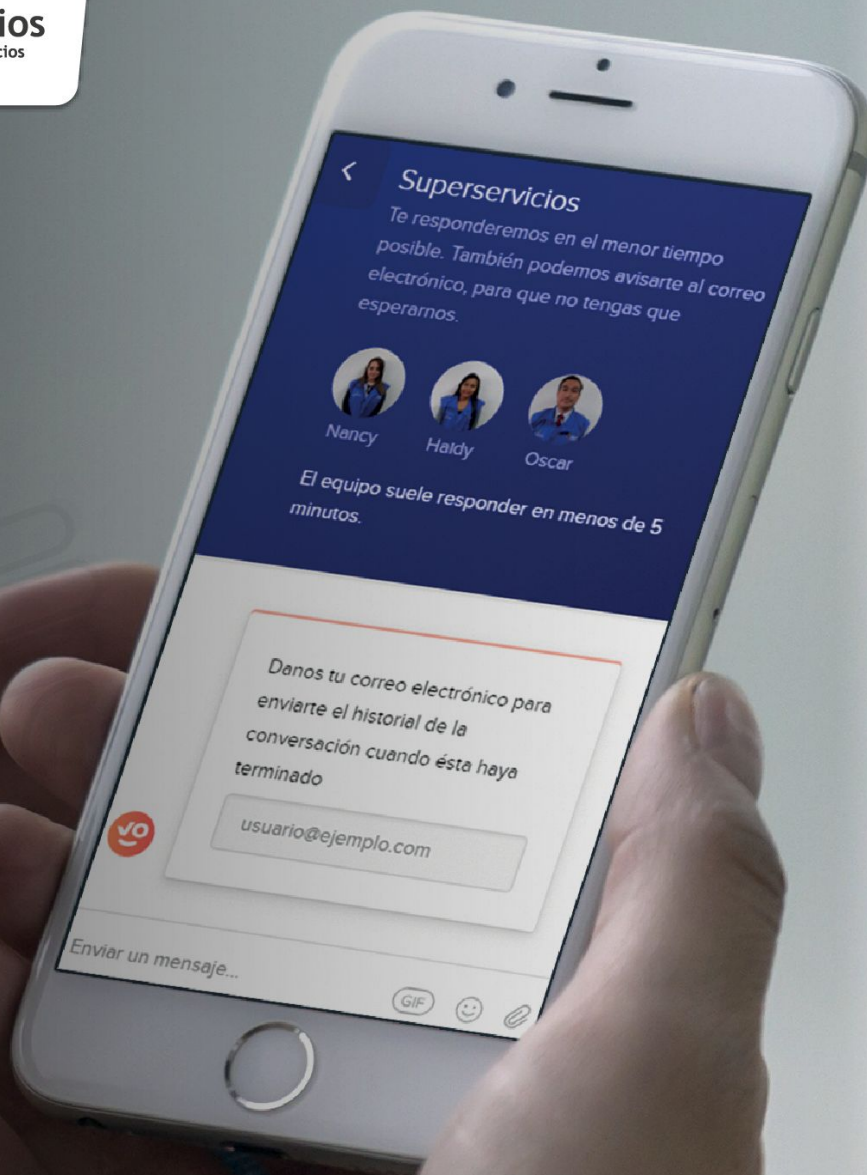 ios
cios
Superservicios
Te responderemos en el menor tiempo
posible. También podemos avisarte al correo
electrónico, para que no tengas que
esperarnos.
Nancy
Haidy
Oscar
El equipo suele responder en menos de 5
minutos.
Danos tu correo electrónico para
enviarte el historial de la
conversación cuando ésta haya
terminado
usuario@ejemplo.com
VO
Enviar un mensaje...
GIF